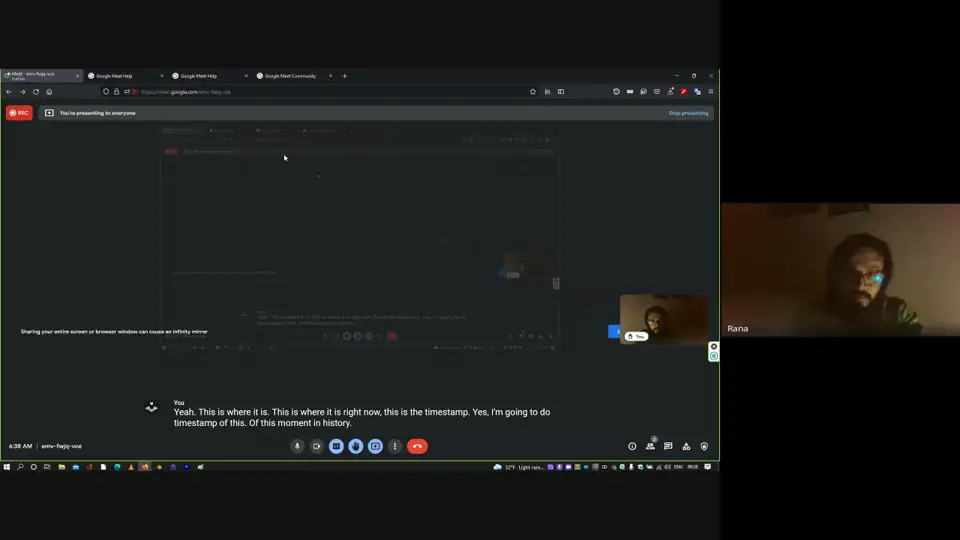 Meet - emv-fwjq-vce
Google Meet Help
Google Meet Help
Google Meet Community
https://meet.google.com/emv-fwjq-vce
REC
You're presenting to everyone
Stop presenting
Sharing your entire screen or browser window can cause an infinity mirror
You
Rana
You
Yeah. This is where it is. This is where it is right now, this is the timestamp. Yes, I'm going to do
timestamp of this. Of this moment in history.
6:38 AM | emv-fwjq-vce
2
32°F Light rain...
ENG